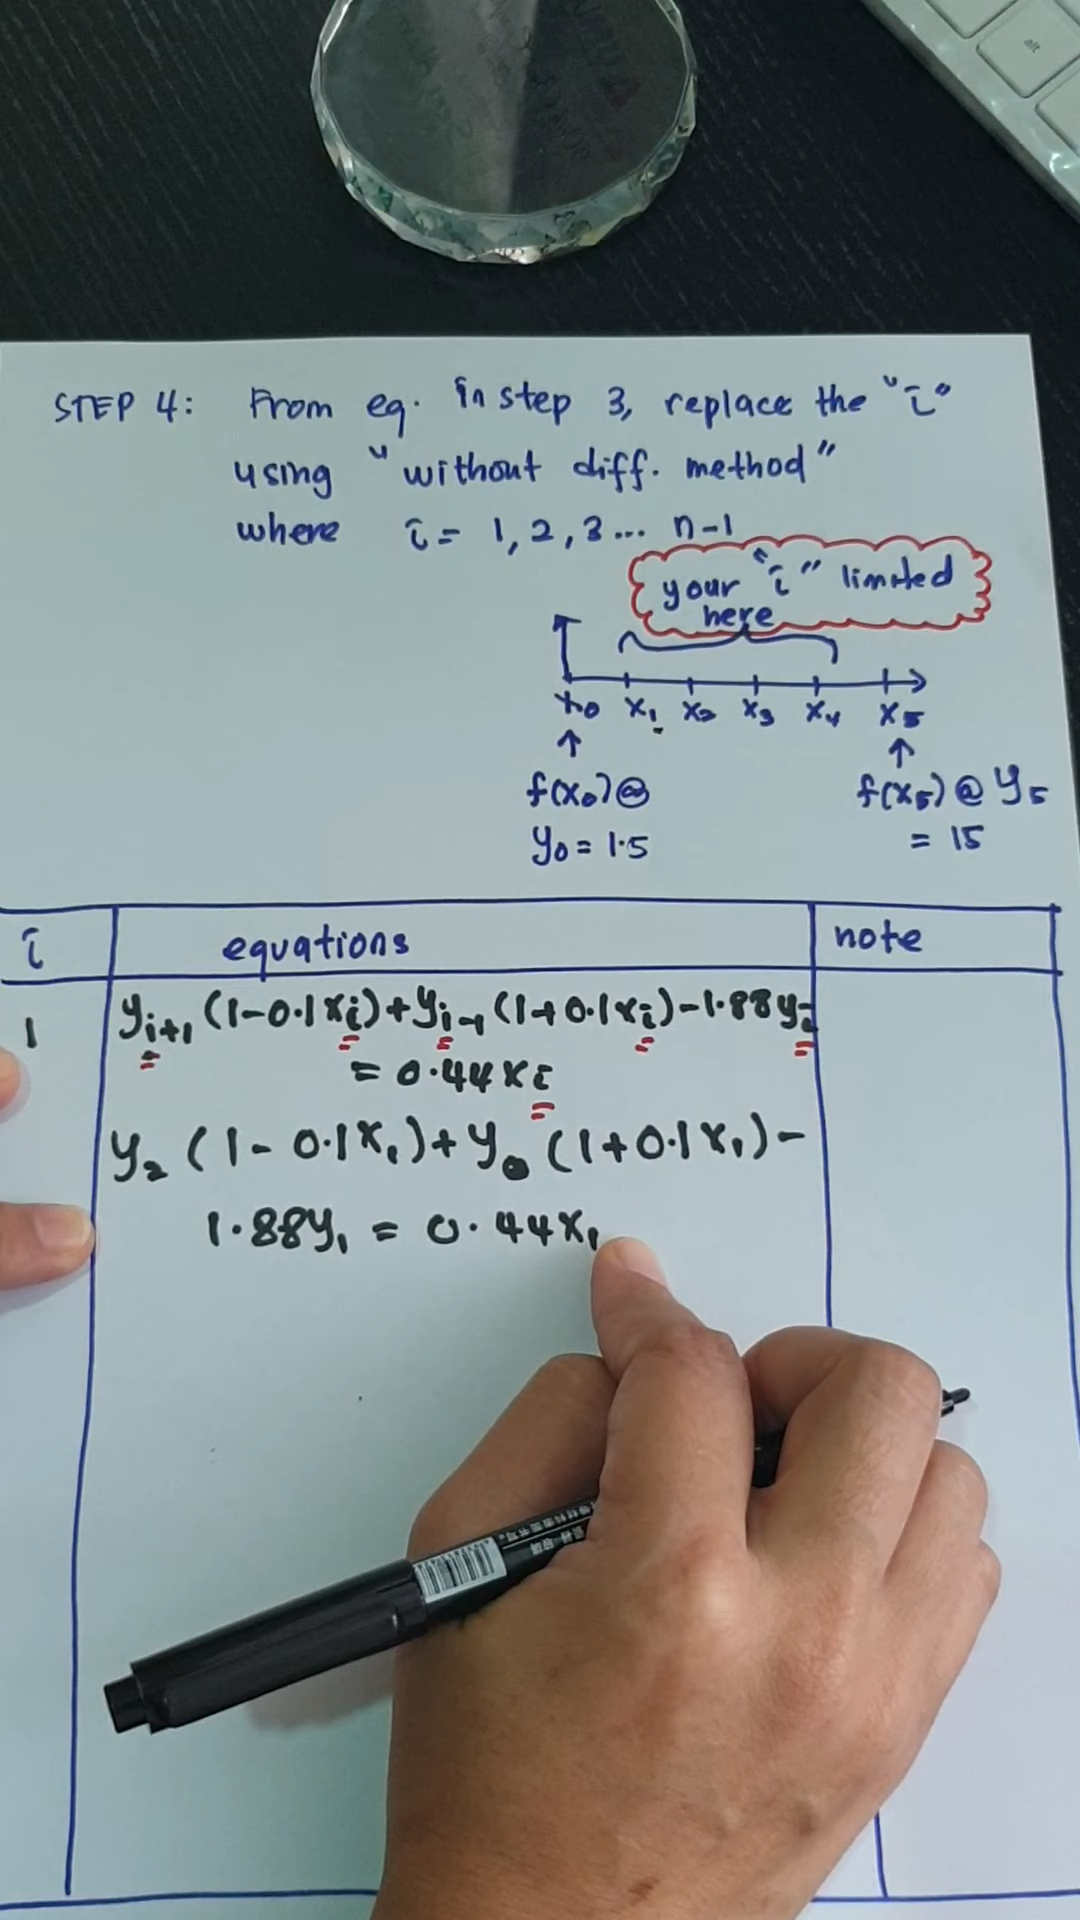 alt
STEP 4: From eq. in step 3, replace the "i"
using "without diff. method"
where i = 1, 2, 3... n-1
your "i" limited
here
x0 x1 x2 x3 x4 x5
↑ ↑
f(x0) @ f(x5) @ y5
y0 = 1.5 = 15
i equations note
1 yi+1 (1-0.1xi)+yi-1 (1+0.1xi)-1.88yi
= 0.44xi
y2 (1-0.1x1)+y0 (1+0.1x1)-
1.88y1 = 0.44x1